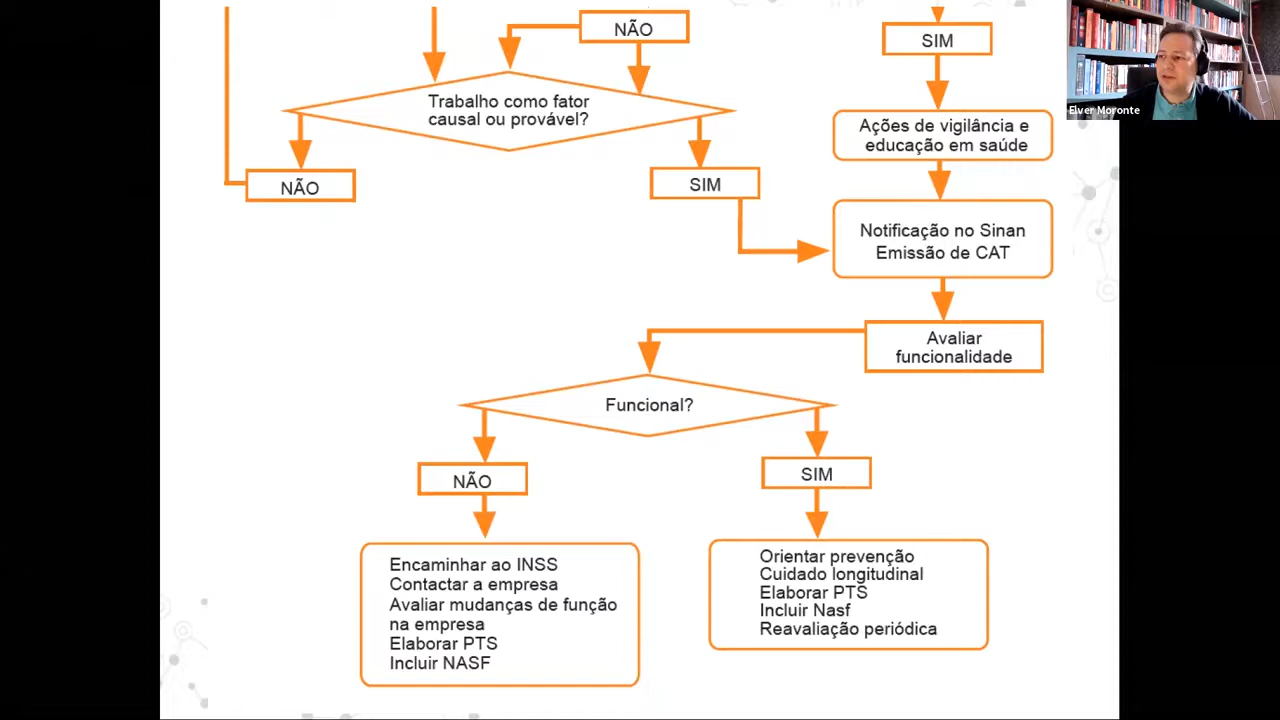 NÃO
SIM
Elver Moronte
Trabalho como fator
causal ou provável?
Ações de vigilância e
educação em saúde
NÃO
SIM
Notificação no Sinan
Emissão de CAT
Avaliar
funcionalidade
Funcional?
NÃO
SIM
Encaminhar ao INSS
Contactar a empresa
Avaliar mudanças de função
na empresa
Elaborar PTS
Incluir NASF
Orientar prevenção
Cuidado longitudinal
Elaborar PTS
Incluir Nasf
Reavaliação periódica